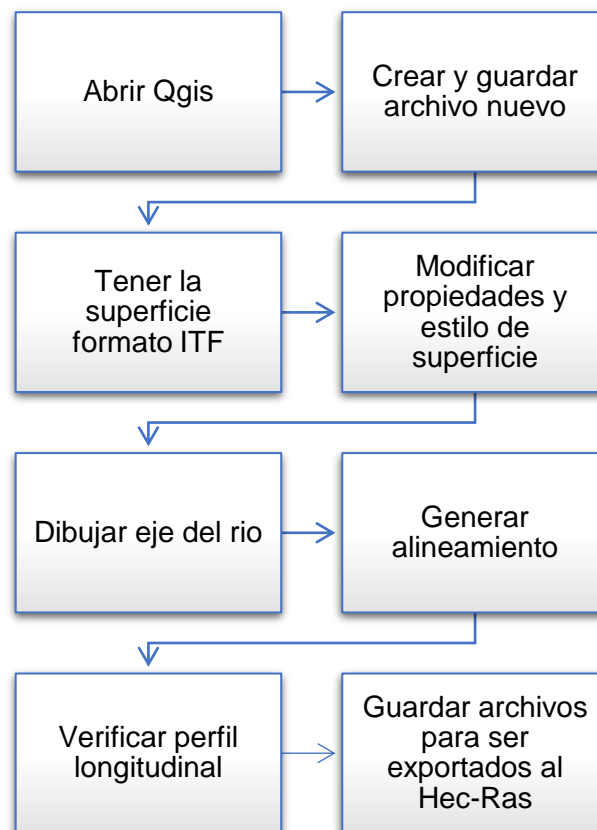 Abrir Qgis
Crear y guardar
archivo nuevo
Tener la
superficie
formato ITF
Modificar
propiedades y
estilo de
superficie
Dibujar eje del rio
Generar
alineamiento
Verificar perfil
longitudinal
Guardar archivos
para ser
exportados al
Hec-Ras